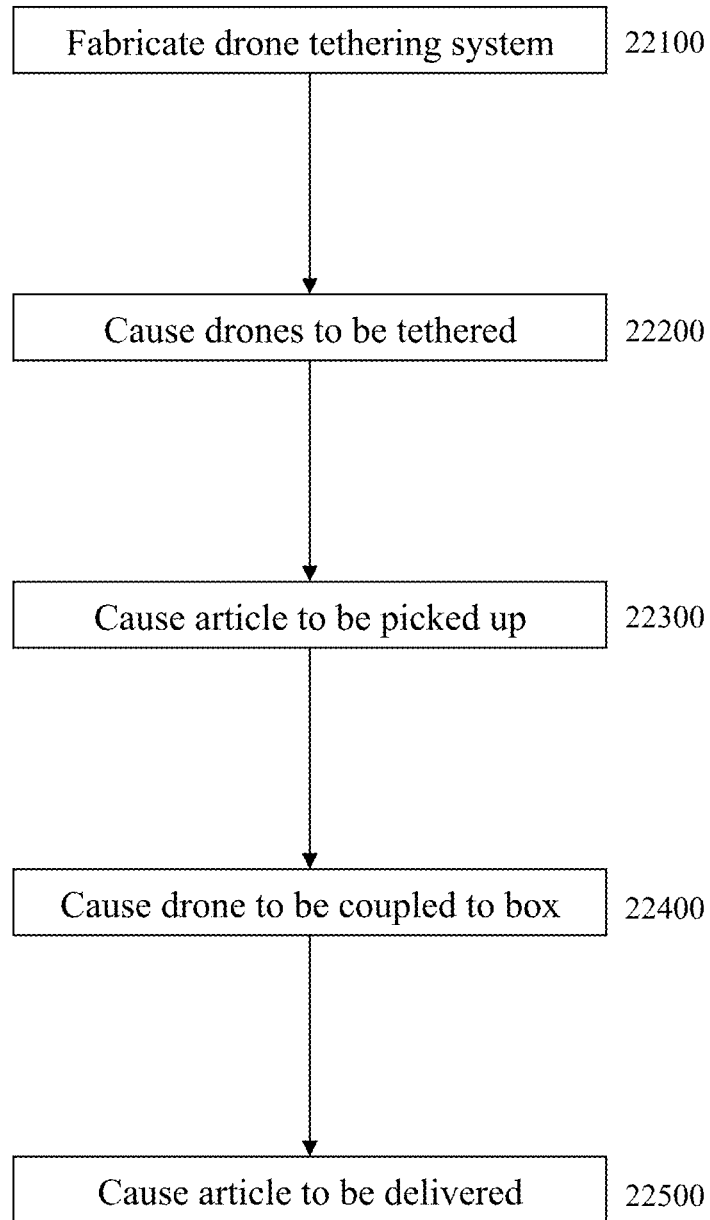 Fabricate drone tethering system 22100
Cause drones to be tethered 22200
Cause article to be picked up 22300
Cause drone to be coupled to box 22400
Cause article to be delivered 22500